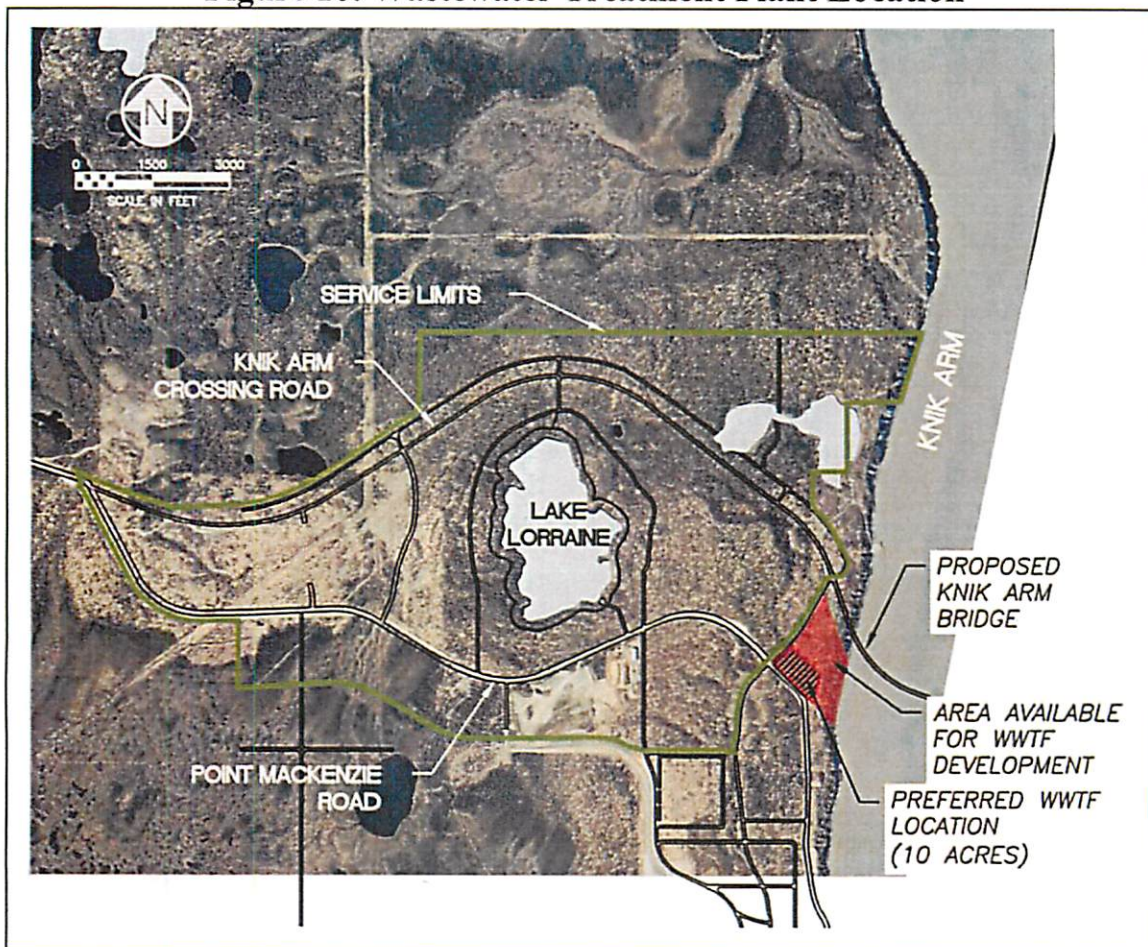 N
0 1500 3000
SCALE IN FEET
SERVICE LIMITS
KNIK ARM
CROSSING ROAD
KNIK ARM
LAKE
LORRAINE
PROPOSED
KNIK ARM
BRIDGE
AREA AVAILABLE
FOR WWTF
DEVELOPMENT
POINT MACKENZIE
ROAD
PREFERRED WWTF
LOCATION
(10 ACRES)